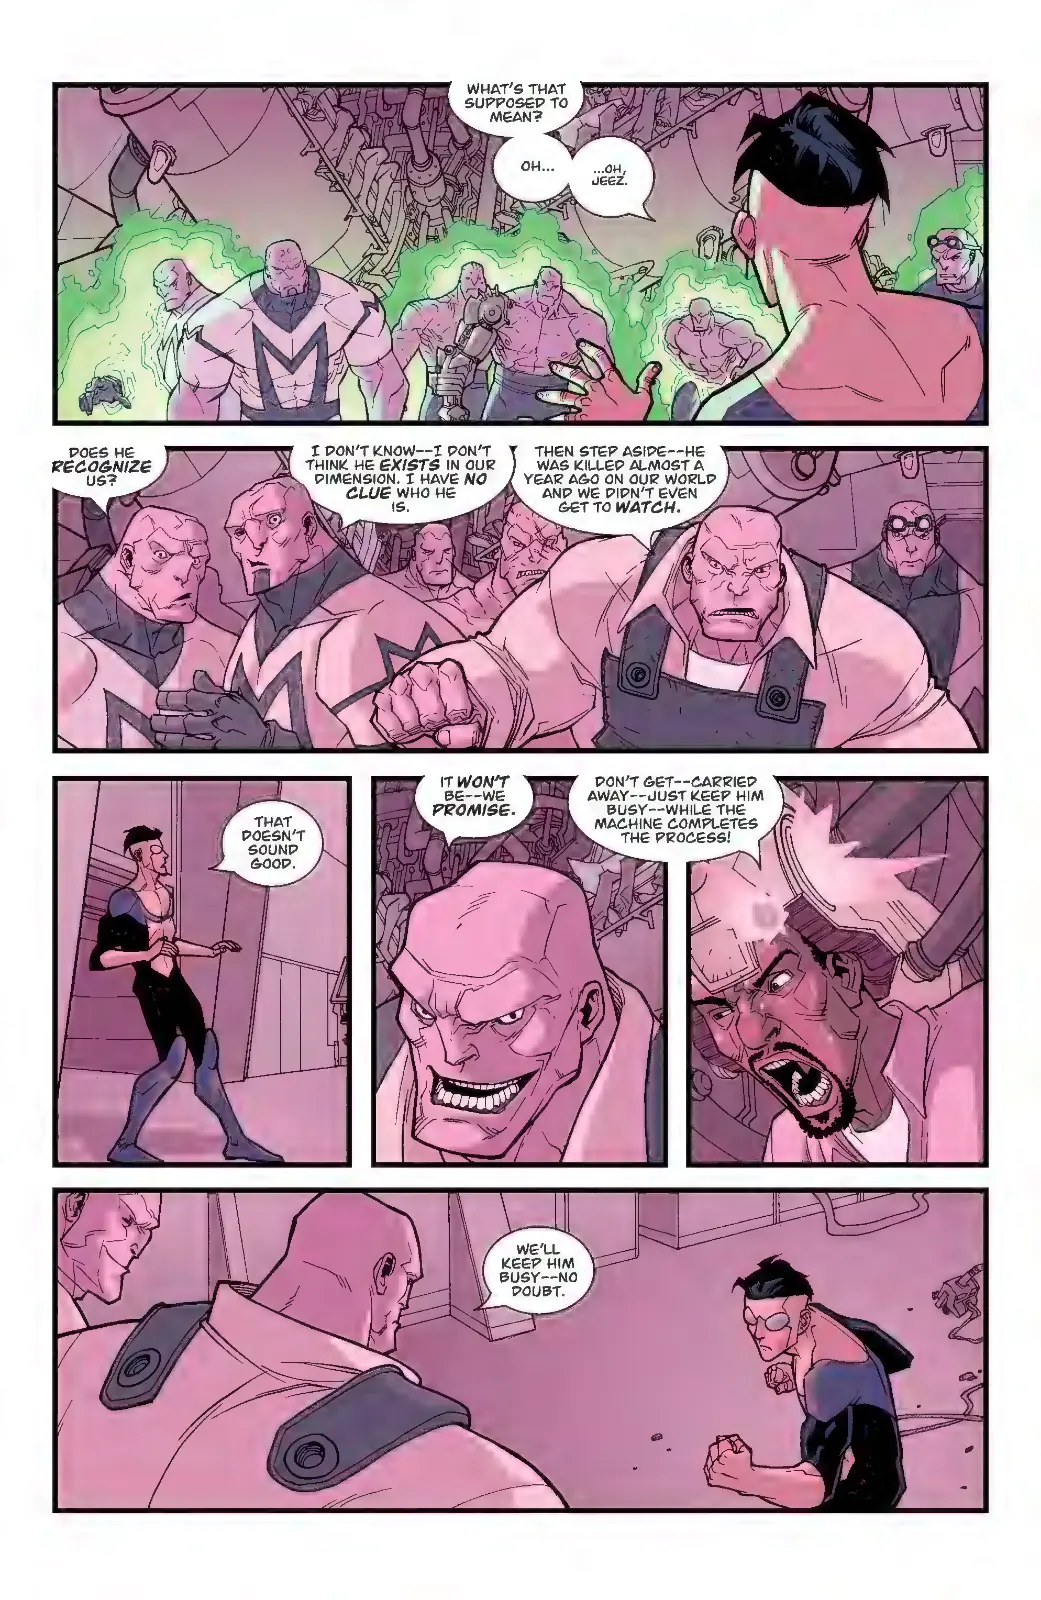 WHAT'S THAT
SUPPOSED TO
MEAN?
OH...
...OH,
JEEZ.
M
DOES HE
RECOGNIZE
US?
I DON'T KNOW--I DON'T
THINK HE EXISTS IN OUR
DIMENSION. I HAVE NO
CLUE WHO HE
IS.
THEN STEP ASIDE--HE
WAS KILLED ALMOST A
YEAR AGO ON OUR WORLD
AND WE DIDN'T EVEN
GET TO WATCH.
THAT
DOESN'T
SOUND
GOOD.
IT WON'T
BE--WE
PROMISE.
DON'T GET--CARRIED
AWAY--JUST KEEP HIM
BUSY--WHILE THE
MACHINE COMPLETES
THE PROCESS!
WE'LL
KEEP HIM
BUSY--NO
DOUBT.